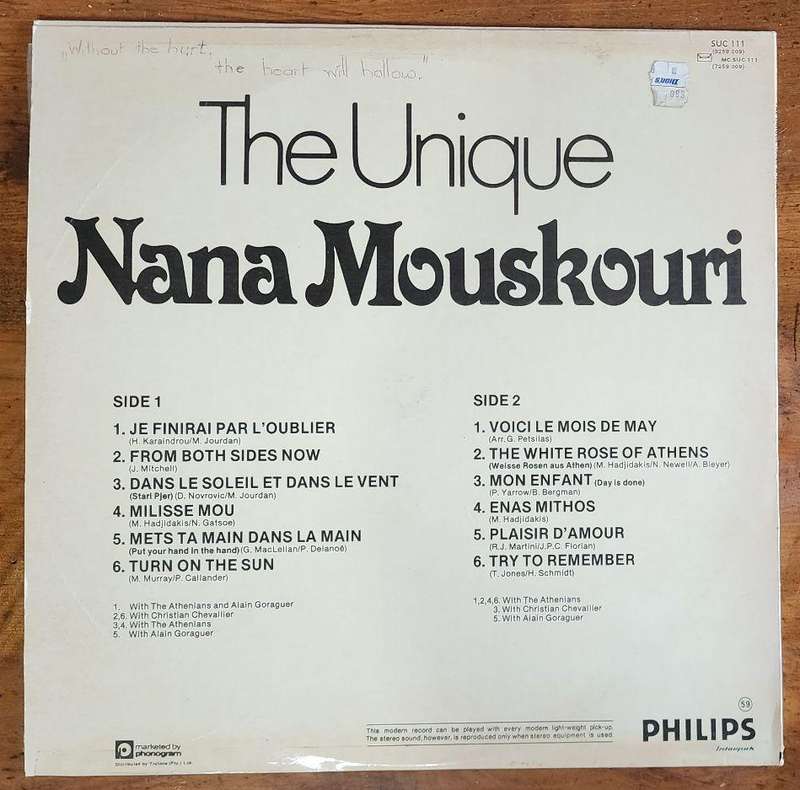 „Without the hurt,
the heart will hollow."
SUC 111
(9259 009)
MC SUC 111
(7259 009)
The Unique
Nana Mouskouri
SIDE 1
1. JE FINIRAI PAR L'OUBLIER
(H. Karaindrou/M. Jourdan)
2. FROM BOTH SIDES NOW
(J. Mitchell)
3. DANS LE SOLEIL ET DANS LE VENT
(Stari Pjer) (D. Novrovic/M. Jourdan)
4. MILISSE MOU
(M. Hadjidakis/N. Gatsoe)
5. METS TA MAIN DANS LA MAIN
(Put your hand in the hand) (G. MacLellan/P. Delanoé)
6. TURN ON THE SUN
(M. Murray/P. Callander)
1. With The Athenians and Alain Goraguer
2,6. With Christian Chevallier
3,4. With The Athenians
5. With Alain Goraguer
SIDE 2
1. VOICI LE MOIS DE MAY
(Arr. G. Petsilas)
2. THE WHITE ROSE OF ATHENS
(Weisse Rosen aus Athen) (M. Hadjidakis/N. Newell/A. Bleyer)
3. MON ENFANT (Day is done)
(P. Yarrow/B. Bergman)
4. ENAS MITHOS
(M. Hadjidakis)
5. PLAISIR D'AMOUR
(R.J. Martini/J.P.C. Florian)
6. TRY TO REMEMBER
(T. Jones/H. Schmidt)
1,2,4,6. With The Athenians
3. With Christian Chevallier
5. With Alain Goraguer
marketed by
phonogram
Distributed by Trutone (Pty) Ltd.
This modern record can be played with every modern light-weight pick-up.
The stereo sound, however, is reproduced only when stereo equipment is used.
59
PHILIPS
Interpak